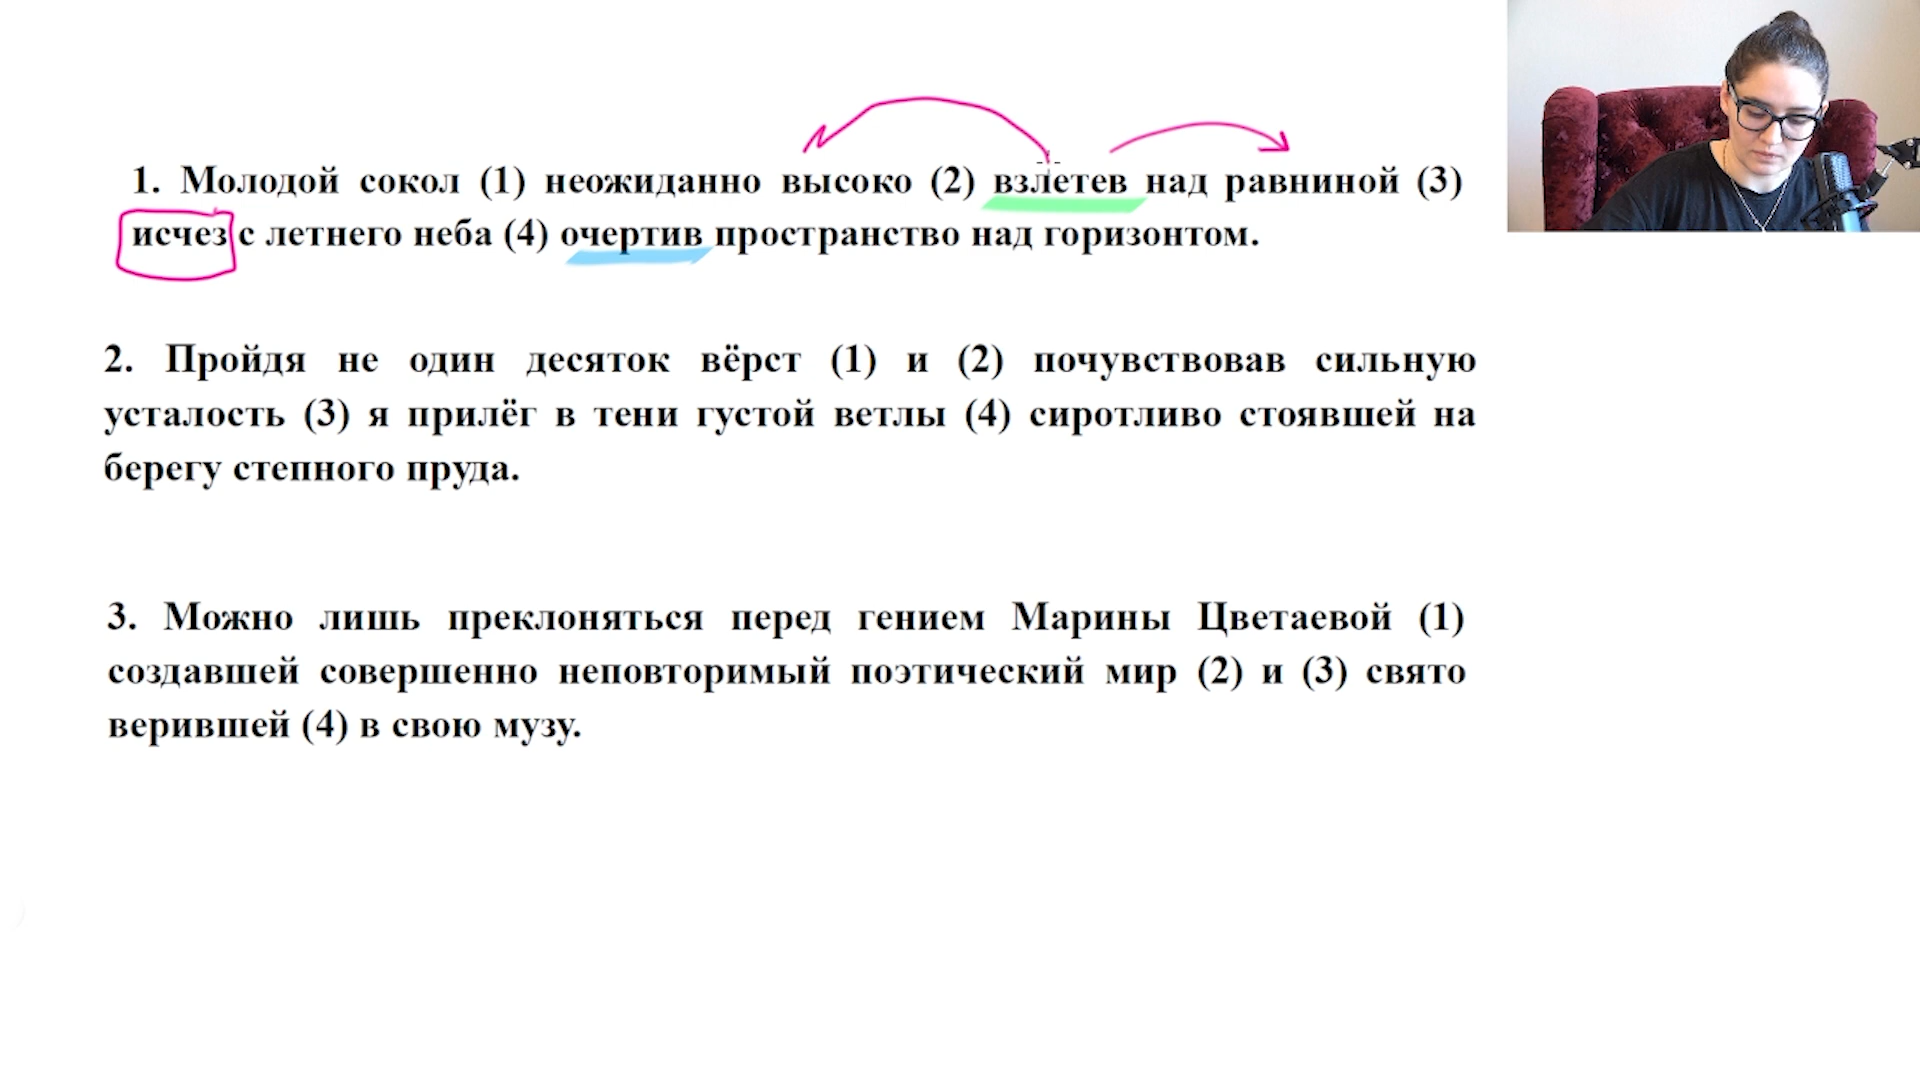 1. Молодой сокол (1) неожиданно высоко (2) взлетев над равниной (3)
исчез с летнего неба (4) очертив пространство над горизонтом.
2. Пройдя не один десяток вёрст (1) и (2) почувствовав сильную
усталость (3) я прилёг в тени густой ветлы (4) сиротливо стоявшей на
берегу степного пруда.
3. Можно лишь преклоняться перед гением Марины Цветаевой (1)
создавшей совершенно неповторимый поэтический мир (2) и (3) свято
верившей (4) в свою музу.